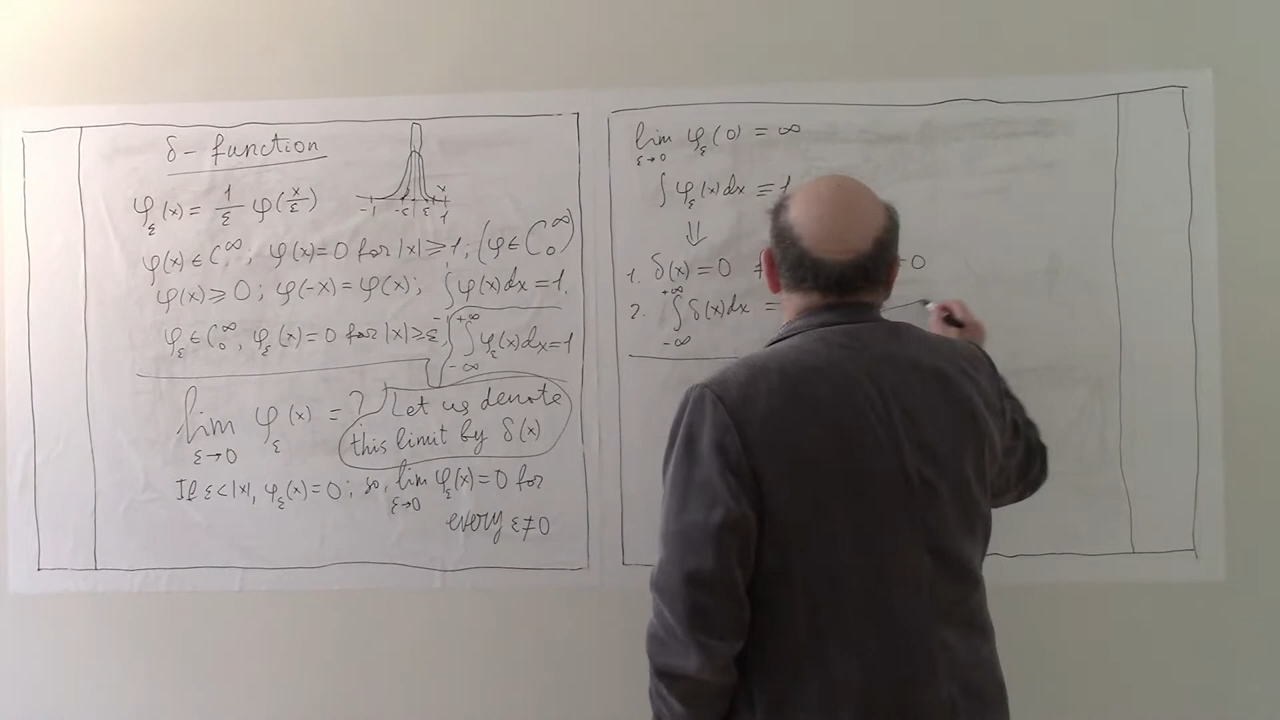 δ- function
φ_ε(x) = 1/ε φ(x/ε)
-1 -ε ε x 1
φ(x) ∈ C^∞; φ(x)=0 for |x| ≥ 1; (φ ∈ C_0^∞)
φ(x) ≥ 0; φ(-x) = φ(x); ∫φ(x)dx = 1.
φ_ε ∈ C_0^∞, φ_ε(x) = 0 for |x| ≥ ε, ∫_{-∞}^{+∞} φ_ε(x)dx = 1
lim_{ε→0} φ_ε(x) = ?
Let us denote
this limit by δ(x)
If ε < |x|, φ_ε(x) = 0; so, lim_{ε→0} φ_ε(x) = 0 for
every ε ≠ 0
lim_{ε→0} φ_ε(0) = ∞
∫φ_ε(x)dx = 1
⇓
1. δ(x) = 0 0
2. ∫_{-∞}^{+∞} δ(x)dx =